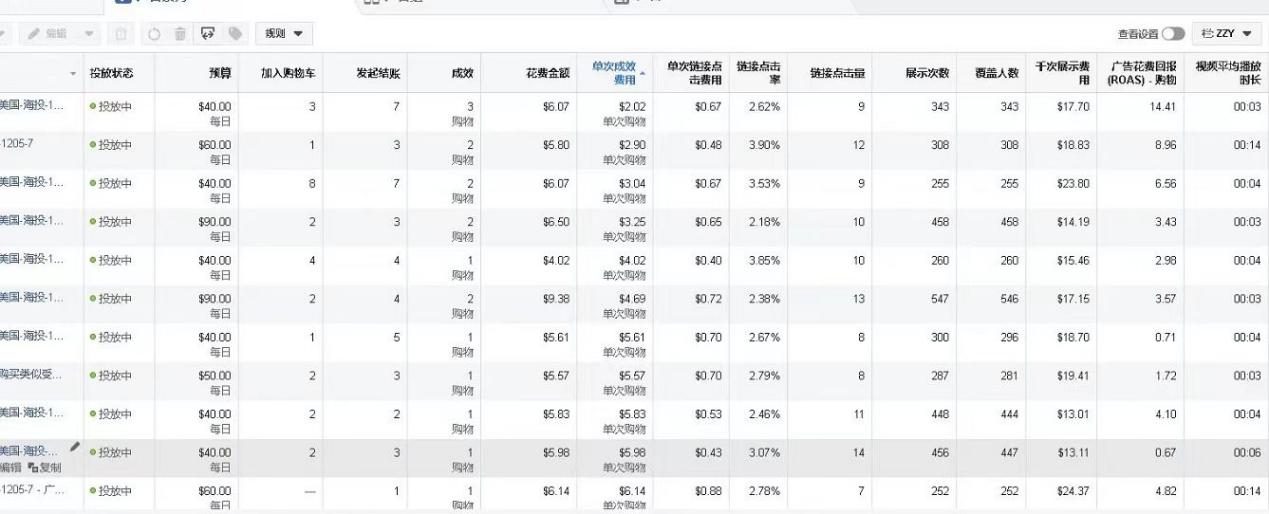 编辑
规则
查看设置
栏: ZZY
投放状态 预算 加入购物车 发起结账 成效 花费金额 单次成效费用 单次链接点击费用 链接点击率 链接点击量 展示次数 覆盖人数 千次展示费用 广告花费回报 (ROAS) - 购物 视频平均播放时长
美国-海投-1... 投放中 $40.00 3 7 3 $6.07 $2.02 $0.67 2.62% 9 343 343 $17.70 14.41 00:03
每日 购物 单次购物
-1205-7 投放中 $60.00 1 3 2 $5.80 $2.90 $0.48 3.90% 12 308 308 $18.83 8.96 00:14
每日 购物 单次购物
美国-海投-1... 投放中 $40.00 8 7 2 $6.07 $3.04 $0.67 3.53% 9 255 255 $23.80 6.56 00:04
每日 购物 单次购物
美国-海投-1... 投放中 $90.00 2 3 2 $6.50 $3.25 $0.65 2.18% 10 458 458 $14.19 3.43 00:03
每日 购物 单次购物
美国-海投-1... 投放中 $40.00 4 4 1 $4.02 $4.02 $0.40 3.85% 10 260 260 $15.46 2.98 00:04
每日 购物 单次购物
美国-海投-1... 投放中 $90.00 2 4 2 $9.38 $4.69 $0.72 2.38% 13 547 546 $17.15 3.57 00:03
每日 购物 单次购物
美国-海投-1... 投放中 $40.00 1 5 1 $5.61 $5.61 $0.70 2.67% 8 300 296 $18.70 0.71 00:04
每日 购物 单次购物
购买类似受... 投放中 $50.00 2 3 1 $5.57 $5.57 $0.70 2.79% 8 287 281 $19.41 1.72 00:03
每日 购物 单次购物
美国-海投-1... 投放中 $40.00 2 2 1 $5.83 $5.83 $0.53 2.46% 11 448 444 $13.01 4.10 00:04
每日 购物 单次购物
美国-海投-... 投放中 $40.00 2 3 1 $5.98 $5.98 $0.43 3.07% 14 456 447 $13.11 0.67 00:06
编辑 复制 每日 购物 单次购物
-1205-7 - 广... 投放中 $60.00 — 1 1 $6.14 $6.14 $0.88 2.78% 7 252 252 $24.37 4.82 00:14
每日 购物 单次购物